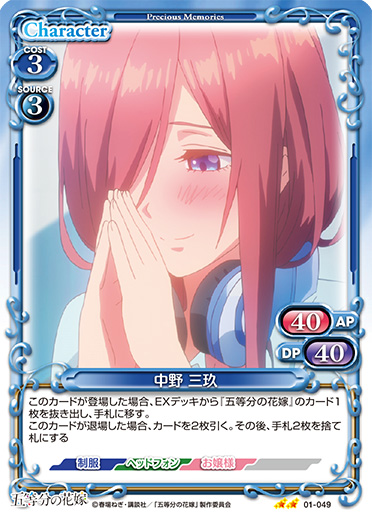 Precious Memories
Character
COST
3
SOURCE
3
40 AP
DP 40
中野 三玖
このカードが登場した場合、EXデッキから『五等分の花嫁』のカード1
枚を抜き出し、手札に移す。
このカードが退場した場合、カードを2枚引く。その後、手札2枚を捨て
札にする
制服 ヘッドフォン お嬢様
五等分の花嫁
©春場ねぎ・講談社／「五等分の花嫁」製作委員会
01-049